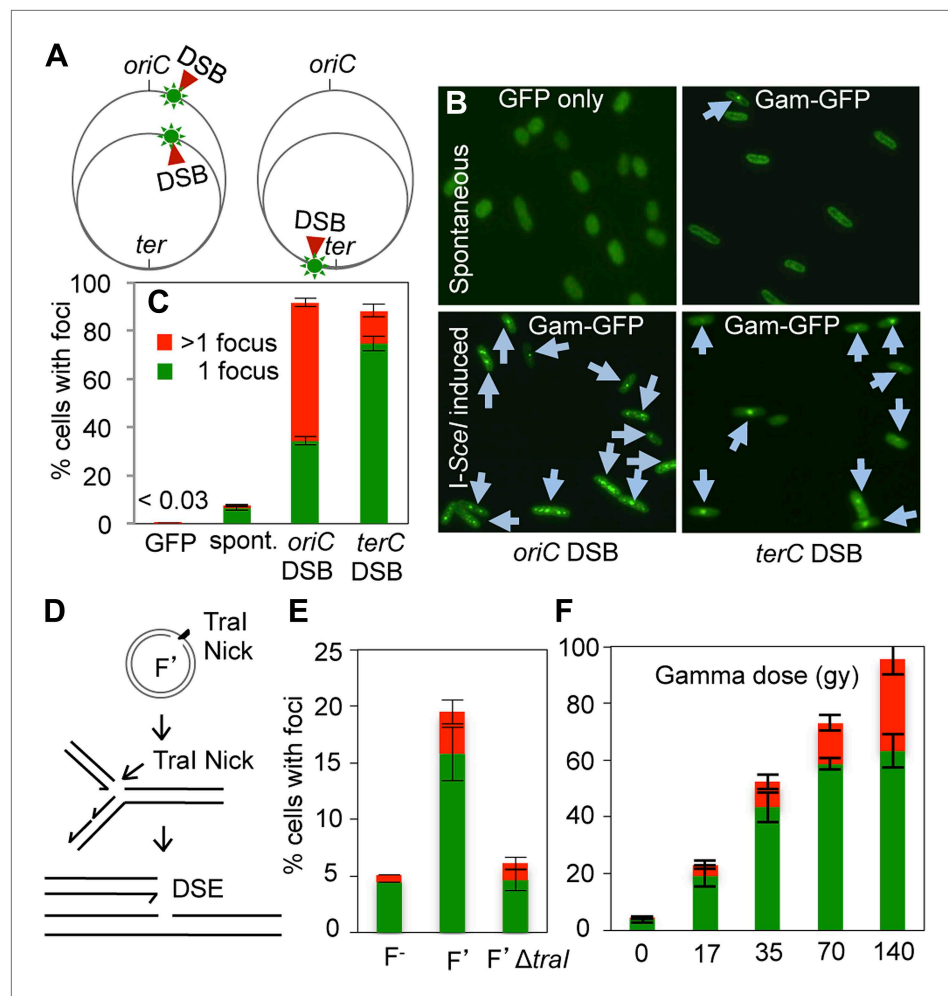 A
oriC
DSB
DSB
ter
oriC
DSB
ter
B
GFP only
Gam-GFP
Spontaneous
Gam-GFP
Gam-GFP
I-SceI induced
oriC DSB
terC DSB
C
% cells with foci
100
80
60
40
20
0
>1 focus
1 focus
< 0.03
GFP
spont.
oriC
DSB
terC
DSB
D
TraI
Nick
F'
TraI Nick
DSE
E
% cells with foci
25
20
15
10
5
0
F-
F'
F' ΔtraI
F
Gamma dose (gy)
100
80
60
40
20
0
0
17
35
70
140